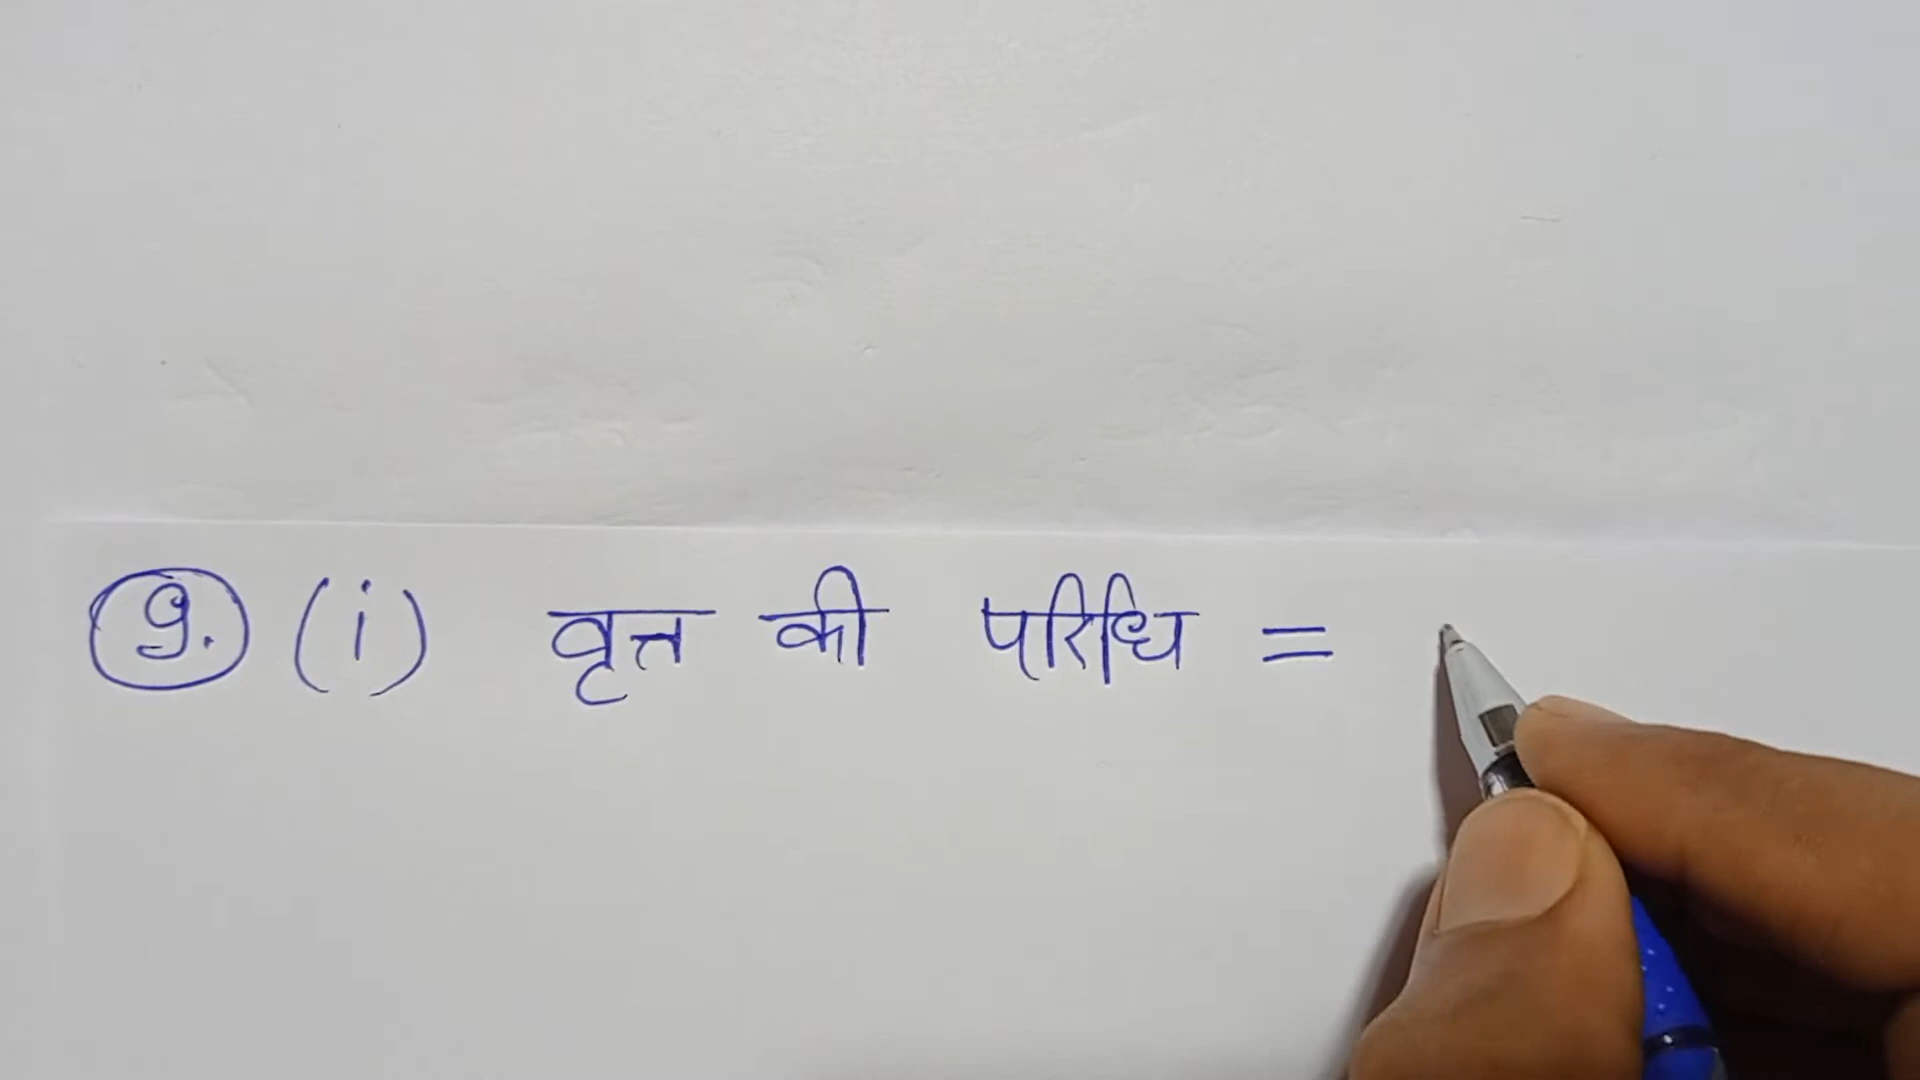 9. (i) वृत्त की परिधि =